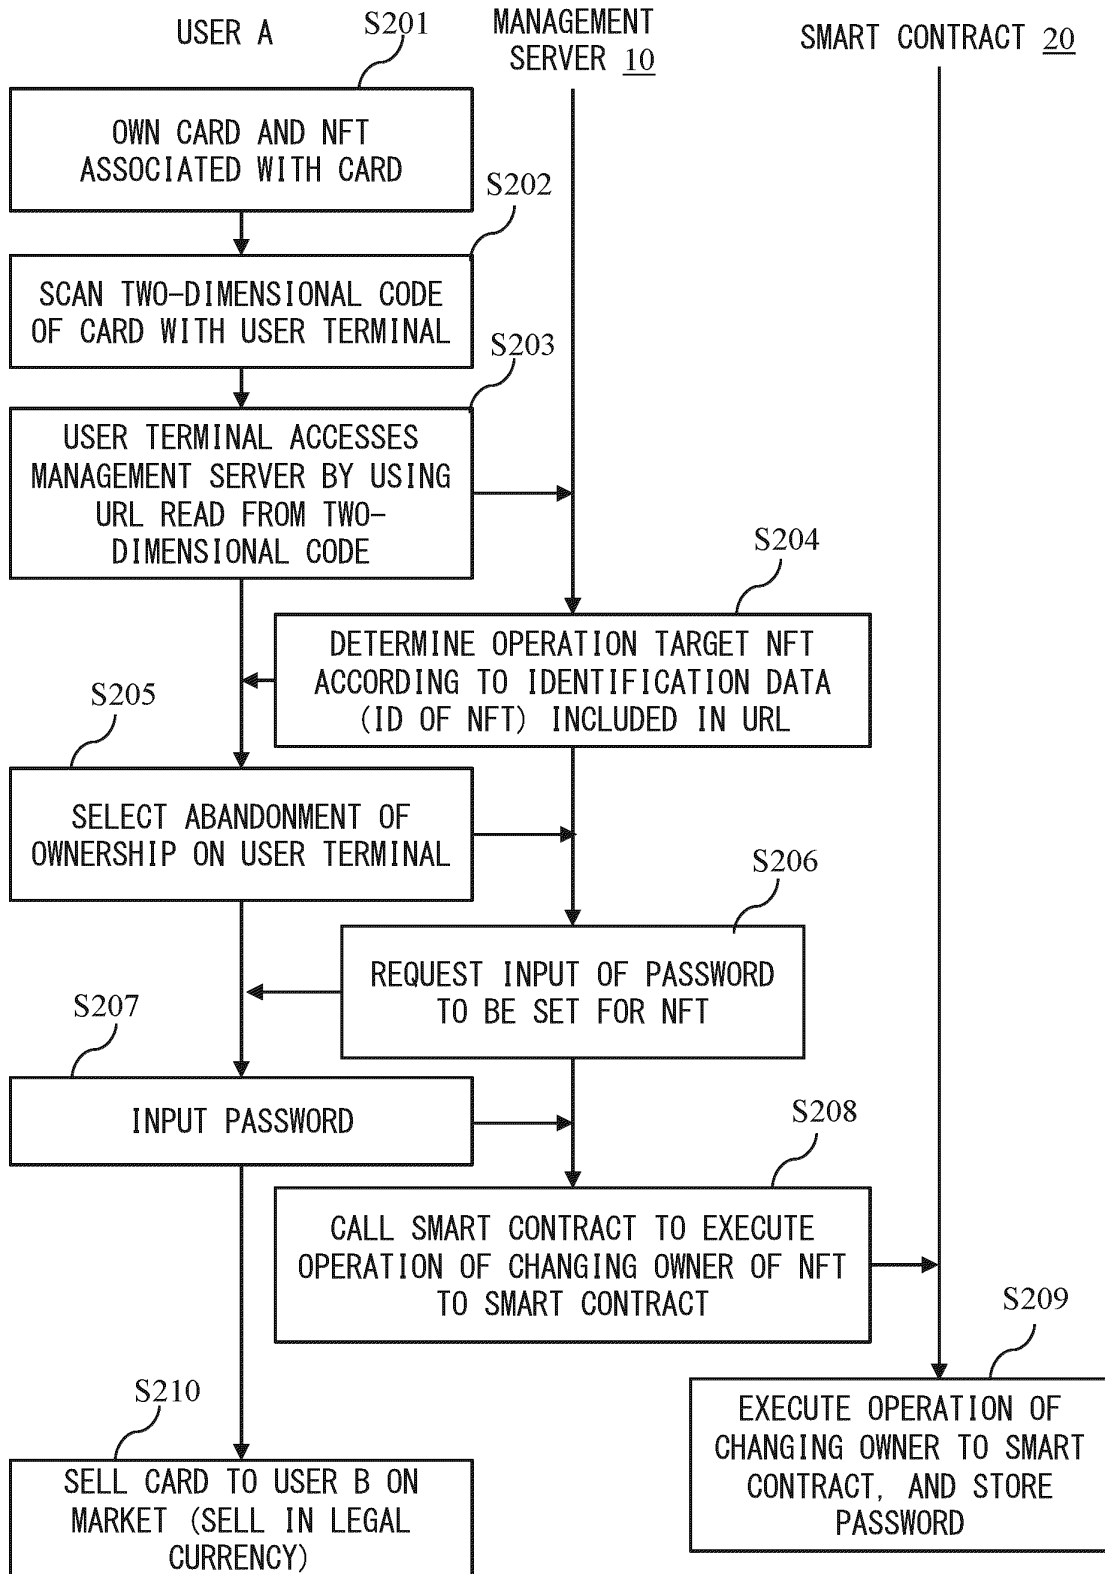 USER A
S201
MANAGEMENT
SERVER 10
SMART CONTRACT 20
OWN CARD AND NFT
ASSOCIATED WITH CARD
S202
SCAN TWO-DIMENSIONAL CODE
OF CARD WITH USER TERMINAL
S203
USER TERMINAL ACCESSES
MANAGEMENT SERVER BY USING
URL READ FROM TWO-
DIMENSIONAL CODE
S204
DETERMINE OPERATION TARGET NFT
ACCORDING TO IDENTIFICATION DATA
(ID OF NFT) INCLUDED IN URL
S205
SELECT ABANDONMENT OF
OWNERSHIP ON USER TERMINAL
S206
REQUEST INPUT OF PASSWORD
TO BE SET FOR NFT
S207
INPUT PASSWORD
S208
CALL SMART CONTRACT TO EXECUTE
OPERATION OF CHANGING OWNER OF NFT
TO SMART CONTRACT
S209
EXECUTE OPERATION OF
CHANGING OWNER TO SMART
CONTRACT, AND STORE
PASSWORD
S210
SELL CARD TO USER B ON
MARKET (SELL IN LEGAL
CURRENCY)